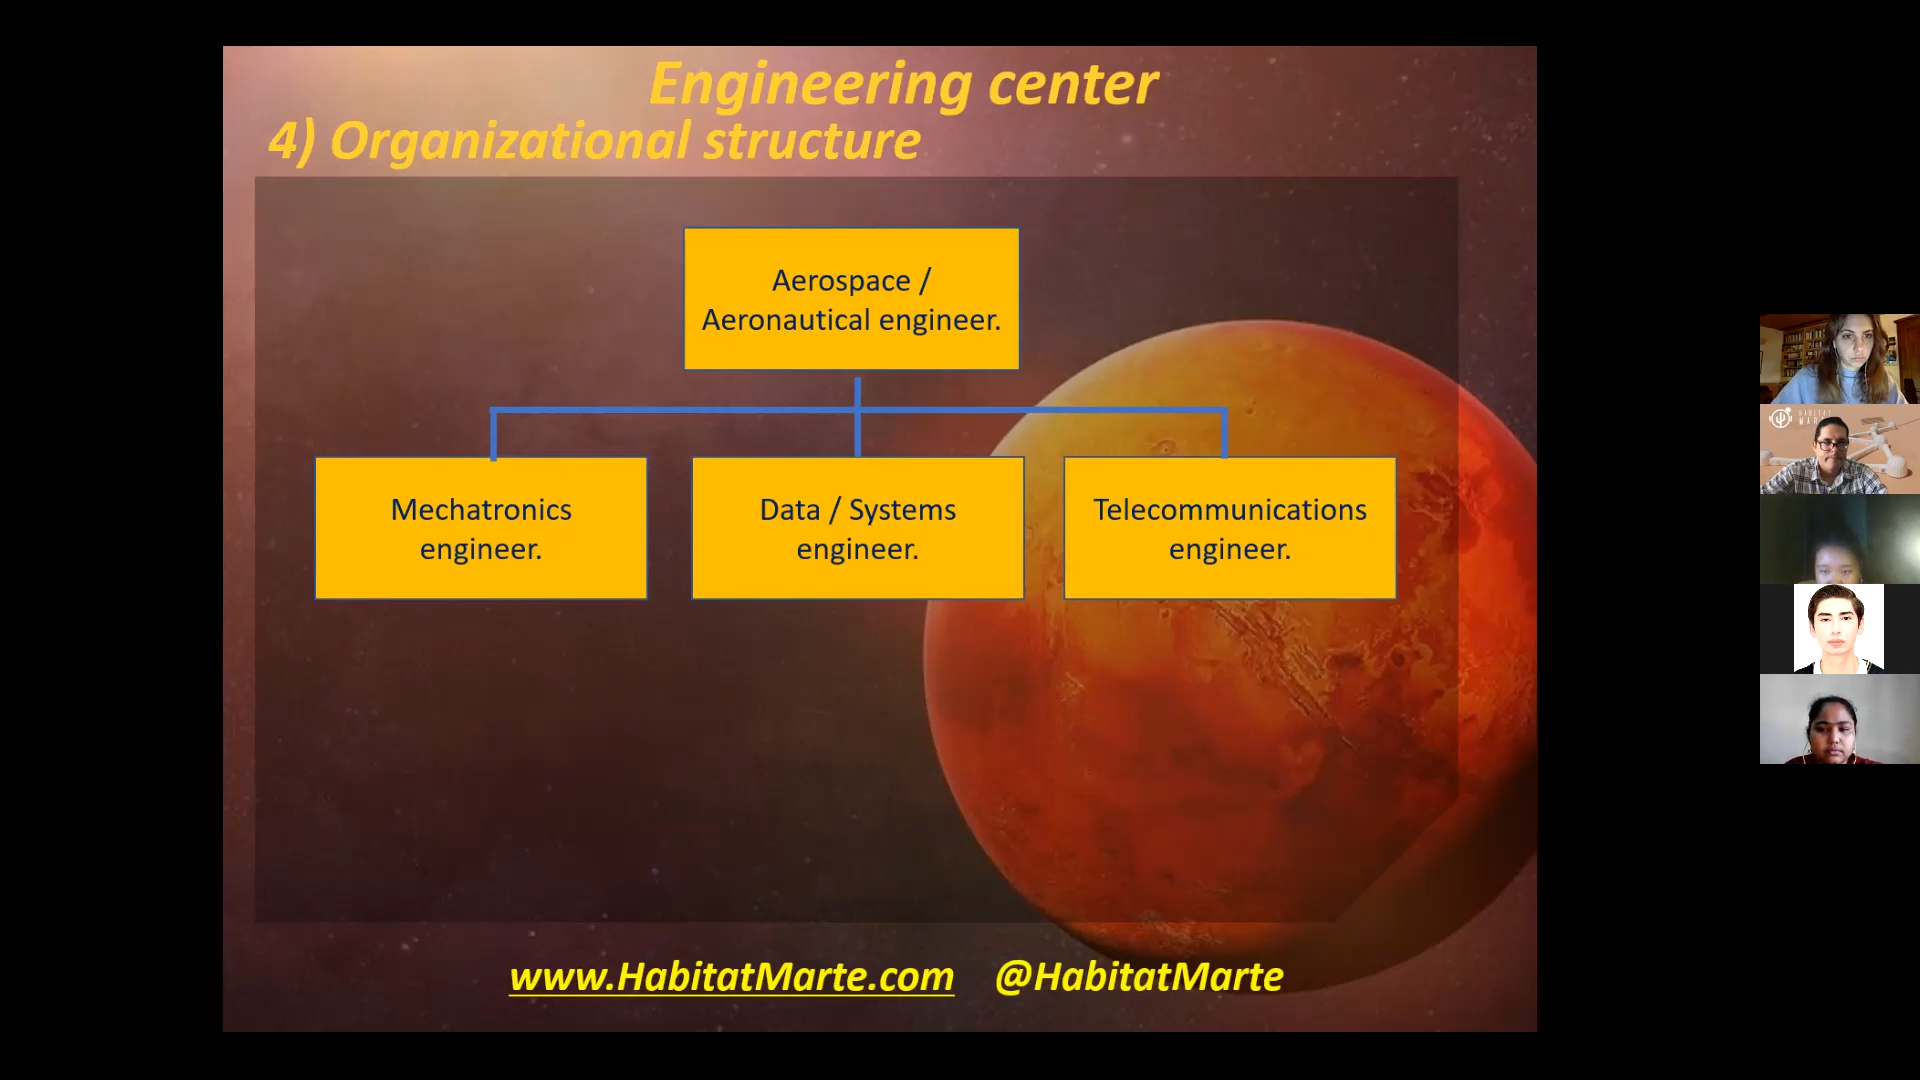 Engineering center
4) Organizational structure
Aerospace /
Aeronautical engineer.
Mechatronics
engineer.
Data / Systems
engineer.
Telecommunications
engineer.
www.HabitatMarte.com @HabitatMarte
HABITAT